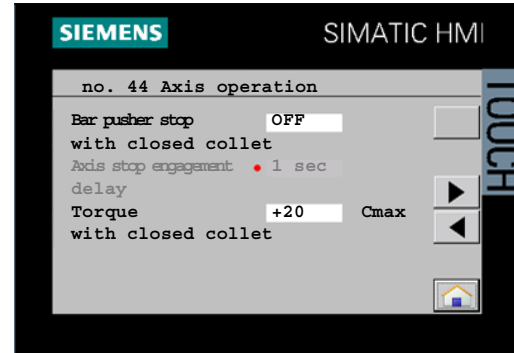 SIEMENS
SIMATIC HMI
TOUCH
no. 44 Axis operation
Bar pusher stop OFF
with closed collet
Axis stop engagement 1 sec
delay
Torque +20 Cmax
with closed collet